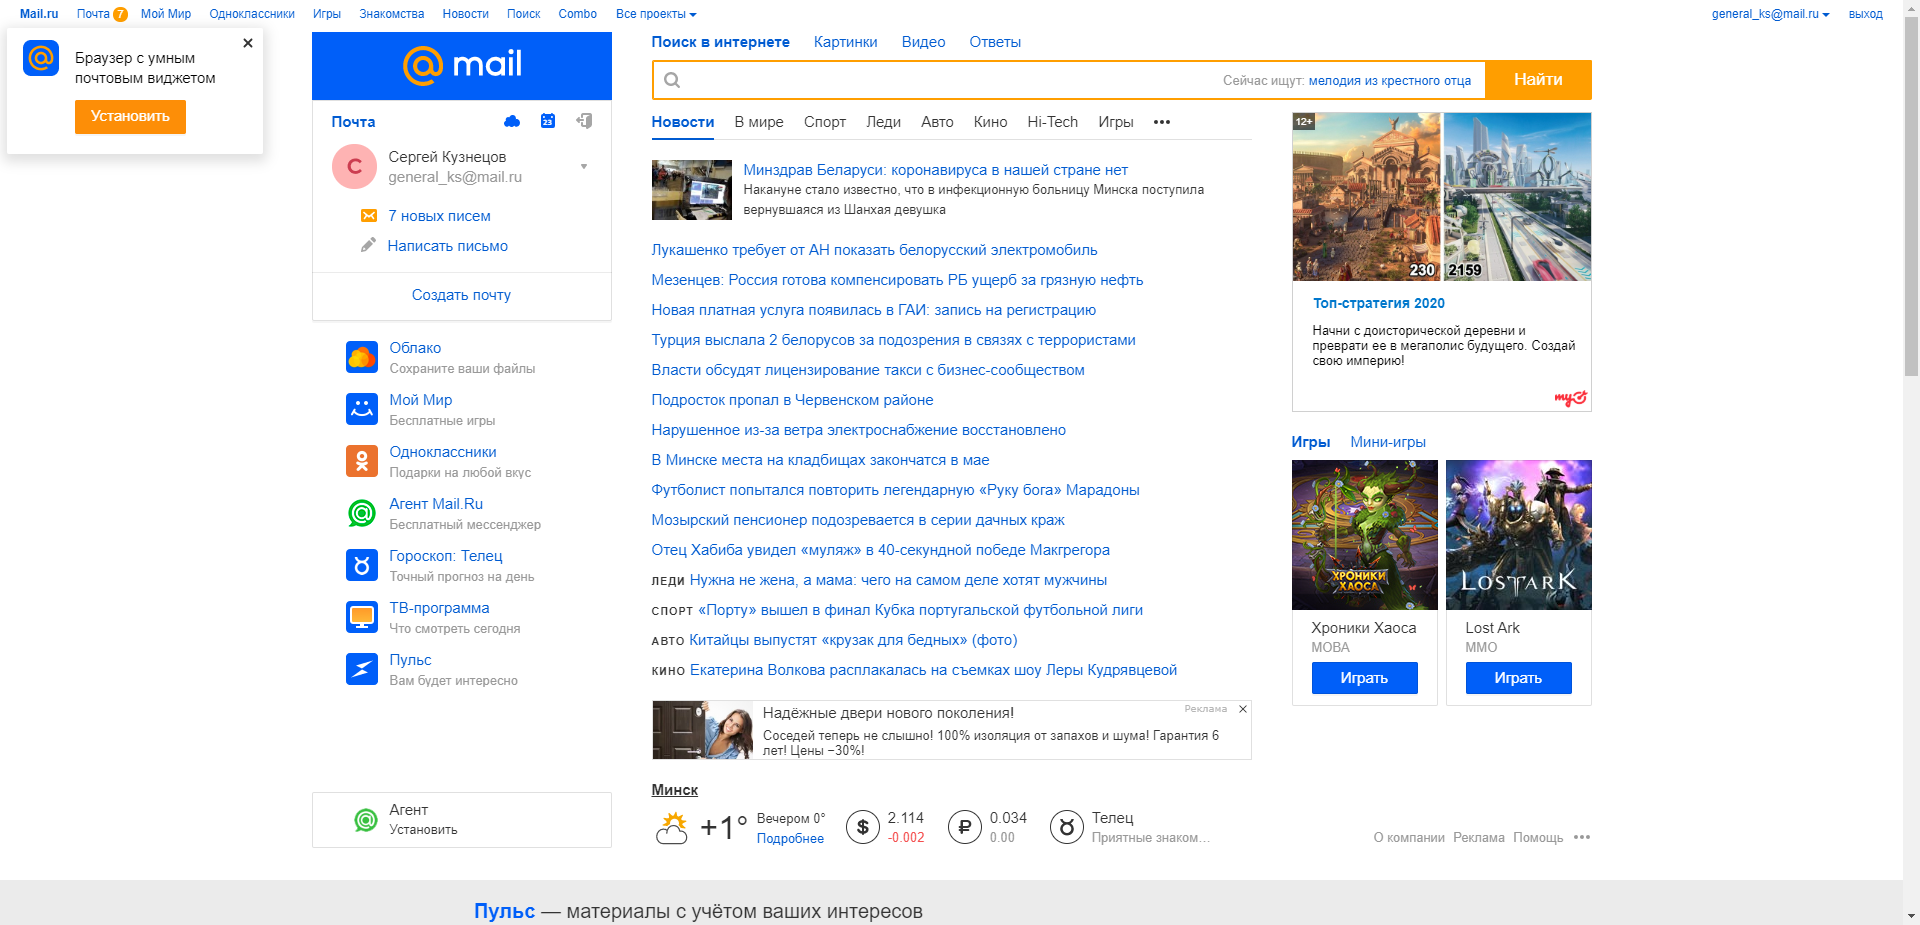 Mail.ru Почта 7 Мой Мир Одноклассники Игры Знакомства Новости Поиск Combo Все проекты general_ks@mail.ru выход
Браузер с умным
почтовым виджетом
Установить
mail
Почта 23
С
Сергей Кузнецов
general_ks@mail.ru
7 новых писем
Написать письмо
Создать почту
Облако
Сохраните ваши файлы
Мой Мир
Бесплатные игры
Одноклассники
Подарки на любой вкус
Агент Mail.Ru
Бесплатный мессенджер
Гороскоп: Телец
Точный прогноз на день
ТВ-программа
Что смотреть сегодня
Пульс
Вам будет интересно
Агент
Установить
Поиск в интернете Картинки Видео Ответы
Сейчас ищут: мелодия из крестного отца Найти
Новости В мире Спорт Леди Авто Кино Hi-Tech Игры •••
Минздрав Беларуси: коронавируса в нашей стране нет
Накануне стало известно, что в инфекционную больницу Минска поступила
вернувшаяся из Шанхая девушка
Лукашенко требует от АН показать белорусский электромобиль
Мезенцев: Россия готова компенсировать РБ ущерб за грязную нефть
Новая платная услуга появилась в ГАИ: запись на регистрацию
Турция выслала 2 белорусов за подозрения в связях с террористами
Власти обсудят лицензирование такси с бизнес-сообществом
Подросток пропал в Червенском районе
Нарушенное из-за ветра электроснабжение восстановлено
В Минске места на кладбищах закончатся в мае
Футболист попытался повторить легендарную «Руку бога» Марадоны
Мозырский пенсионер подозревается в серии дачных краж
Отец Хабиба увидел «муляж» в 40-секундной победе Макгрегора
ЛЕДИ Нужна не жена, а мама: чего на самом деле хотят мужчины
СПОРТ «Порту» вышел в финал Кубка португальской футбольной лиги
АВТО Китайцы выпустят «крузак для бедных» (фото)
КИНО Екатерина Волкова расплакалась на съемках шоу Леры Кудрявцевой
Надёжные двери нового поколения! Реклама
Соседей теперь не слышно! 100% изоляция от запахов и шума! Гарантия 6
лет! Цены −30%!
Минск
+1° Вечером 0° Подробнее
$ 2.114 -0.002
₽ 0.034 0.00
Телец
Приятные знаком...
12+
230 2159
Топ-стратегия 2020
Начни с доисторической деревни и
преврати ее в мегаполис будущего. Создай
свою империю!
my
Игры Мини-игры
ХРОНИКИ
ХАОСА
LOST ARK
Хроники Хаоса
MOBA
Играть
Lost Ark
MMO
Играть
О компании Реклама Помощь •••
Пульс — материалы с учётом ваших интересов